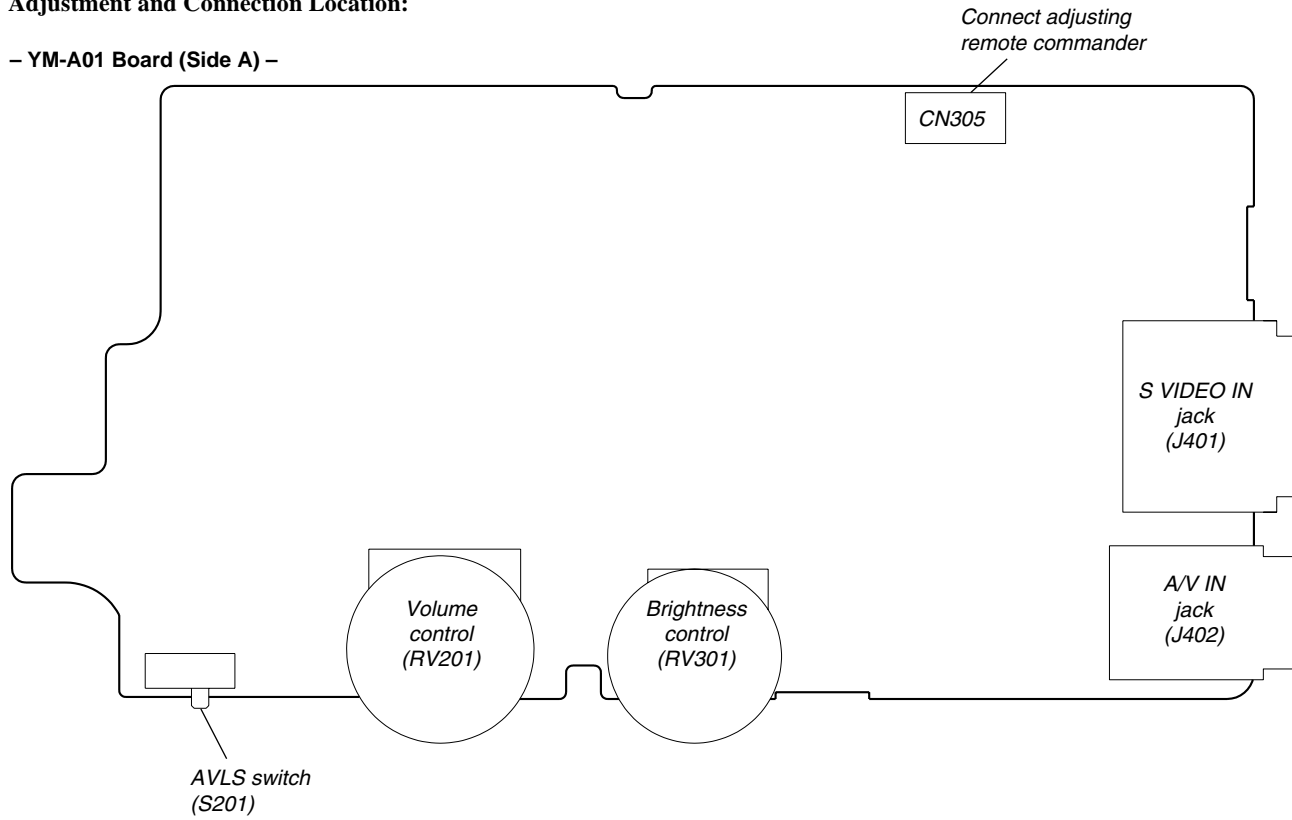 Adjustment and Connection Location:
– YM-A01 Board (Side A) –
Connect adjusting
remote commander
CN305
S VIDEO IN
jack
(J401)
A/V IN
jack
(J402)
Volume
control
(RV201)
Brightness
control
(RV301)
AVLS switch
(S201)